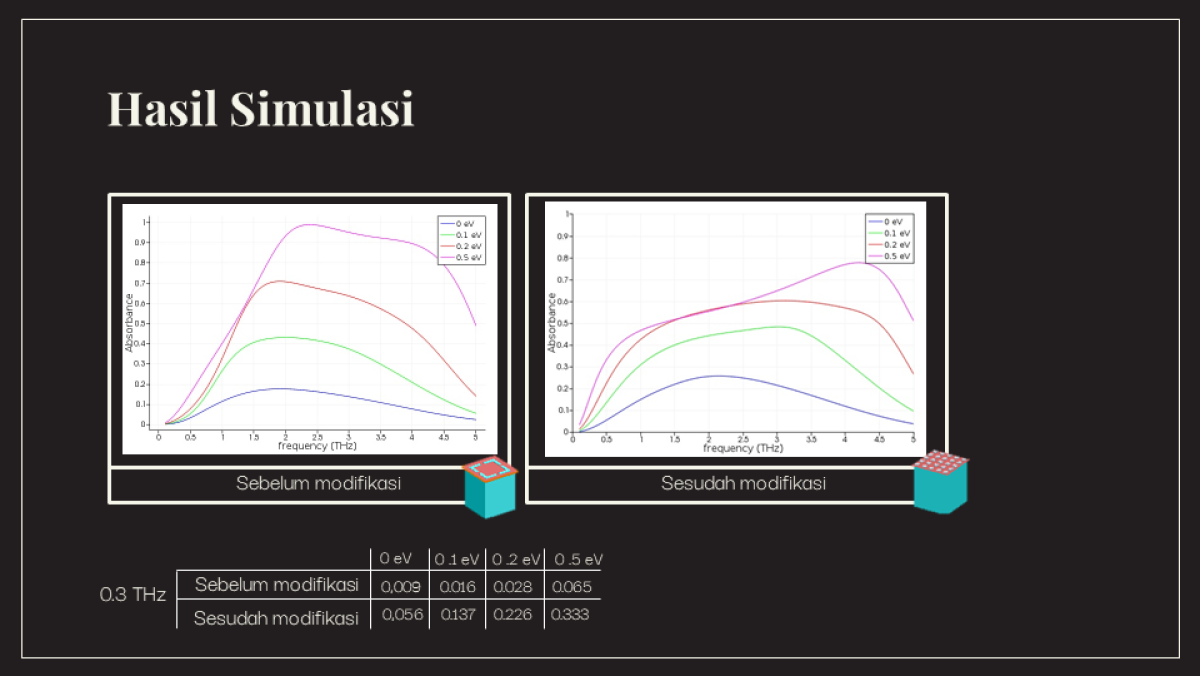 Hasil Simulasi
1
0.9
0.8
0.7
0.6
0.5
0.4
0.3
0.2
0.1
0
Absorbance
0 eV
0.1 eV
0.2 eV
0.5 eV
0 0.5 1 1.5 2 2.5 3 3.5 4 4.5 5
frequency (THz)
Sebelum modifikasi
1
0.9
0.8
0.7
0.6
0.5
0.4
0.3
0.2
0.1
0
Absorbance
0 eV
0.1 eV
0.2 eV
0.5 eV
0 0.5 1 1.5 2 2.5 3 3.5 4 4.5 5
frequency (THz)
Sesudah modifikasi
0 eV 0 .1 eV 0 .2 eV 0 .5 eV
0.3 THz
Sebelum modifikasi 0,009 0.016 0.028 0.065
Sesudah modifikasi 0,056 0.137 0.226 0.333